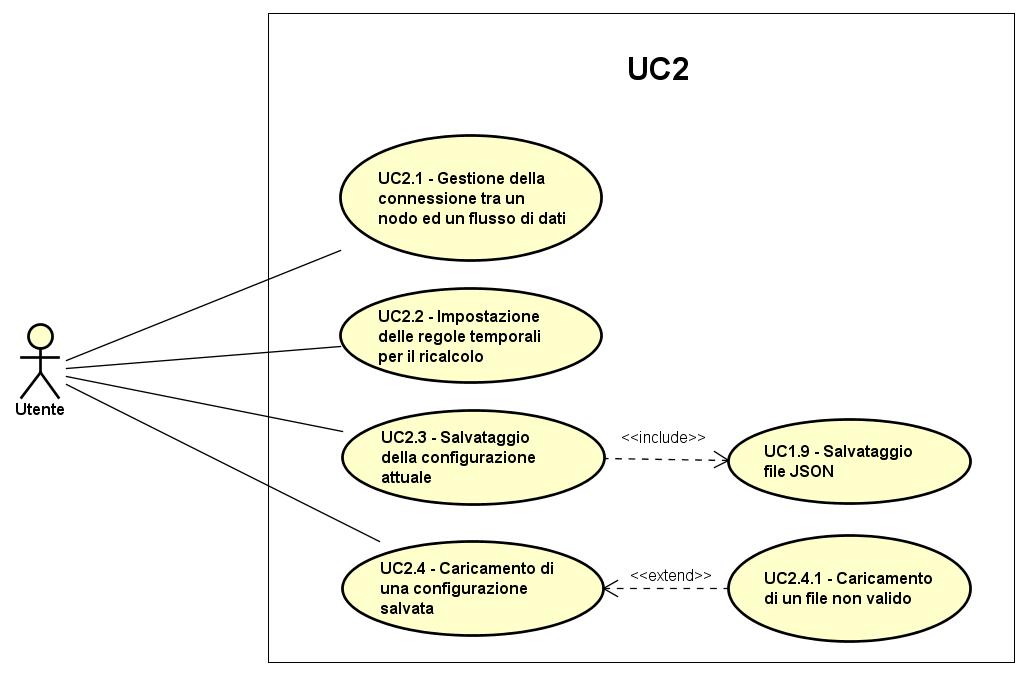 UC2
UC2.1 - Gestione della
connessione tra un
nodo ed un flusso di dati
UC2.2 - Impostazione
delle regole temporali
per il ricalcolo
Utente
UC2.3 - Salvataggio
della configurazione
attuale
<<include>>
UC1.9 - Salvataggio
file JSON
UC2.4 - Caricamento di
una configurazione
salvata
<<extend>>
UC2.4.1 - Caricamento
di un file non valido